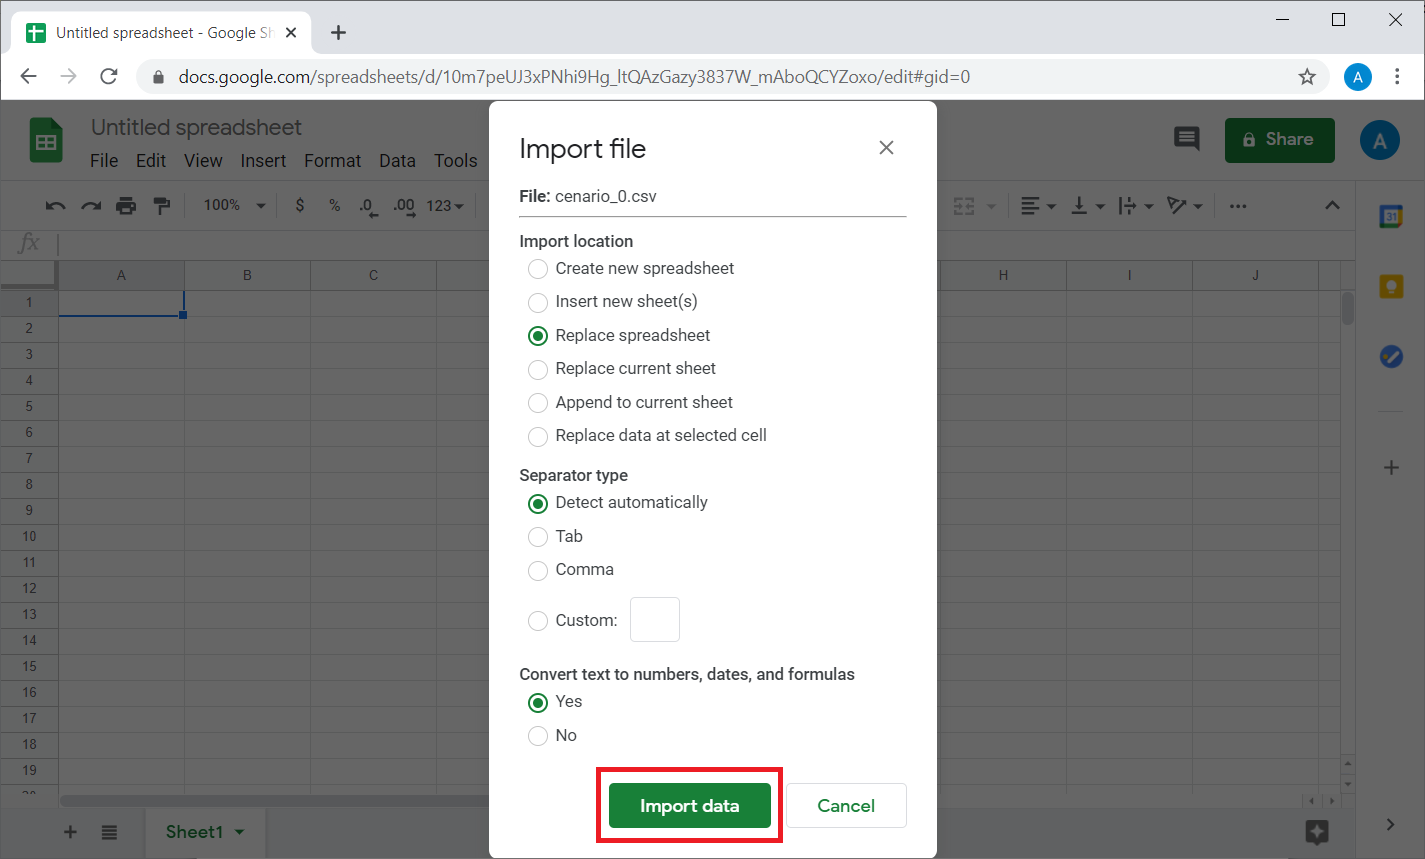 Untitled spreadsheet - Google Sh
docs.google.com/spreadsheets/d/10m7peUJ3xPNhi9Hg_ltQAzGazy3837W_mAboQCYZoxo/edit#gid=0
A
Untitled spreadsheet
File Edit View Insert Format Data Tools
Share
A
100% $ % .0 .00 123
31
fx
A B C H I J
1
2
3
4
5
6
7
8
9
10
11
12
13
14
15
16
17
18
19
Sheet1
Import file
File: cenario_0.csv
Import location
Create new spreadsheet
Insert new sheet(s)
Replace spreadsheet
Replace current sheet
Append to current sheet
Replace data at selected cell
Separator type
Detect automatically
Tab
Comma
Custom:
Convert text to numbers, dates, and formulas
Yes
No
Import data Cancel